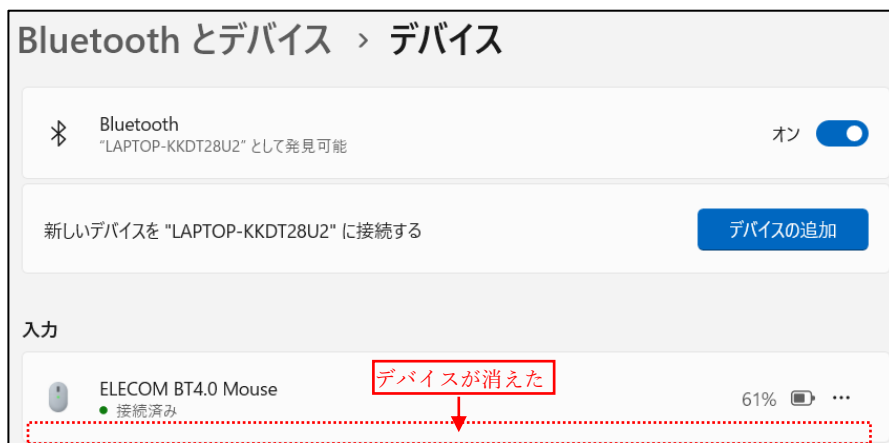 Bluetooth とデバイス › デバイス
Bluetooth
"LAPTOP-KKDT28U2" として発見可能
オン
新しいデバイスを "LAPTOP-KKDT28U2" に接続する
デバイスの追加
入力
デバイスが消えた
ELECOM BT4.0 Mouse
接続済み
61%